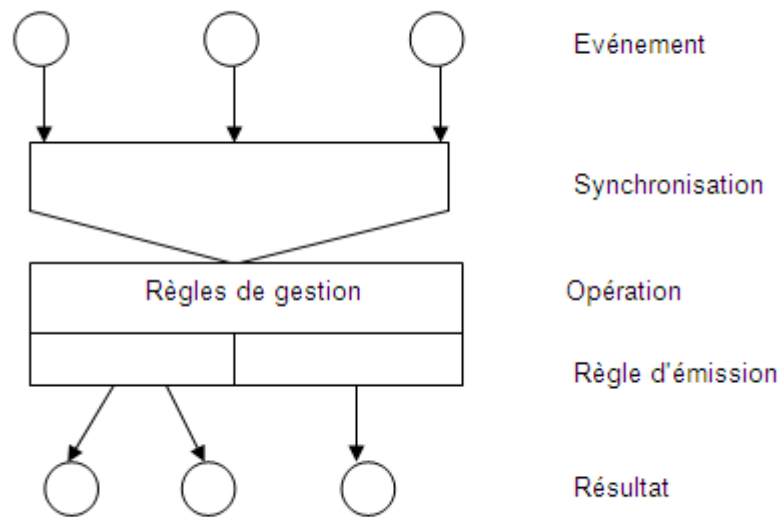 Evénement
Synchronisation
Règles de gestion
Opération
Règle d'émission
Résultat